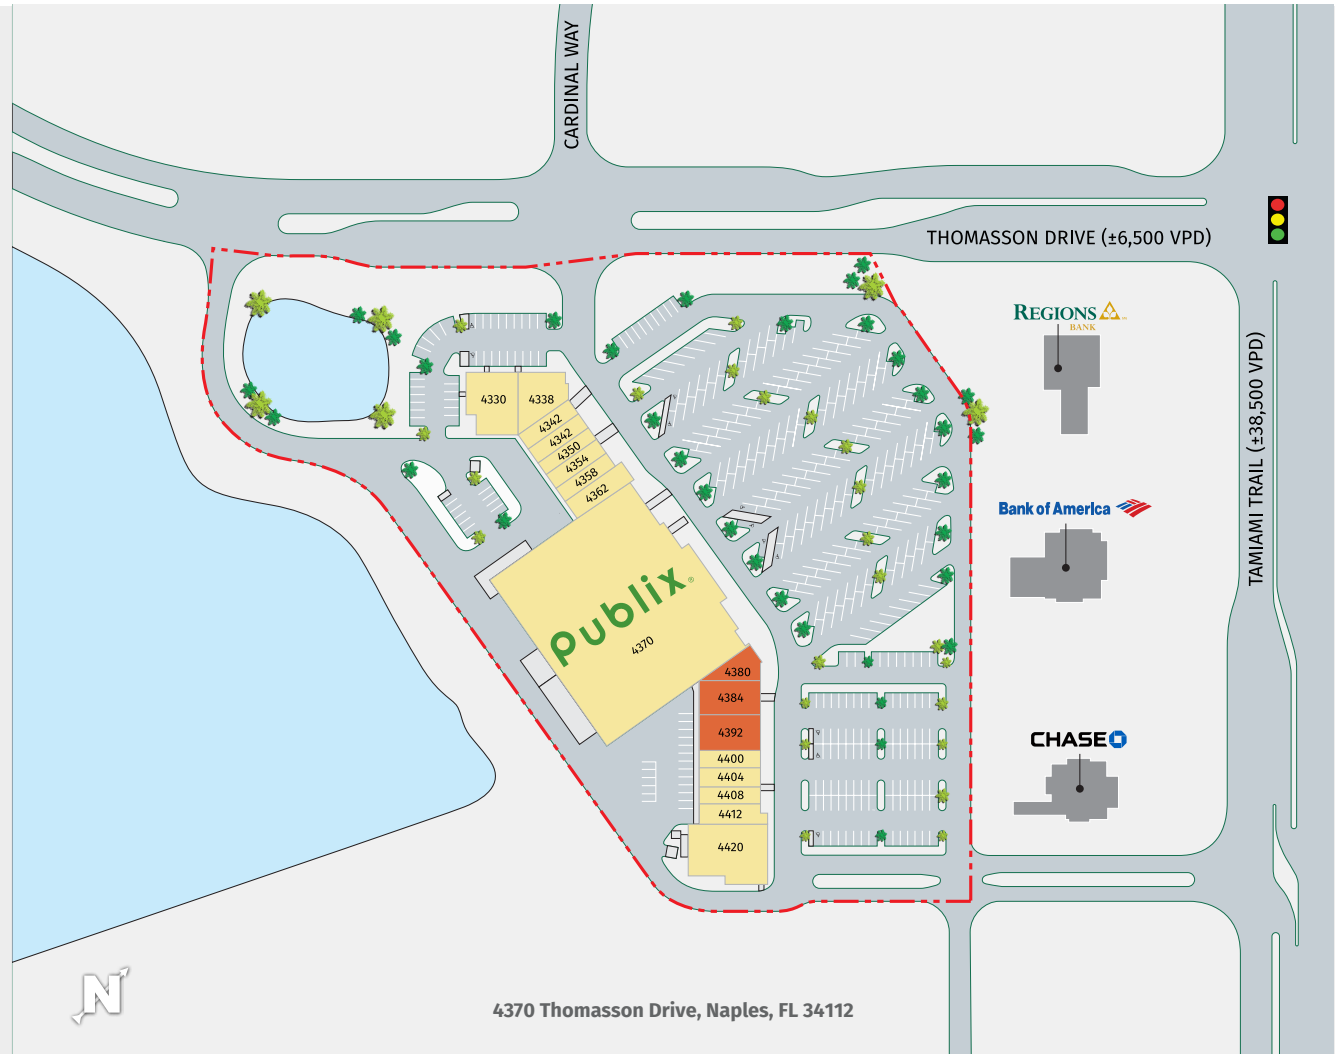 CARDINAL WAY
THOMASSON DRIVE (±6,500 VPD)
REGIONS
BANK
TAMIAMI TRAIL (±38,500 VPD)
4330
4338
4342
4342
4350
4354
4358
4362
Bank of America
publix®
4370
4380
4384
4392
CHASE
4400
4404
4408
4412
4420
N
4370 Thomasson Drive, Naples, FL 34112